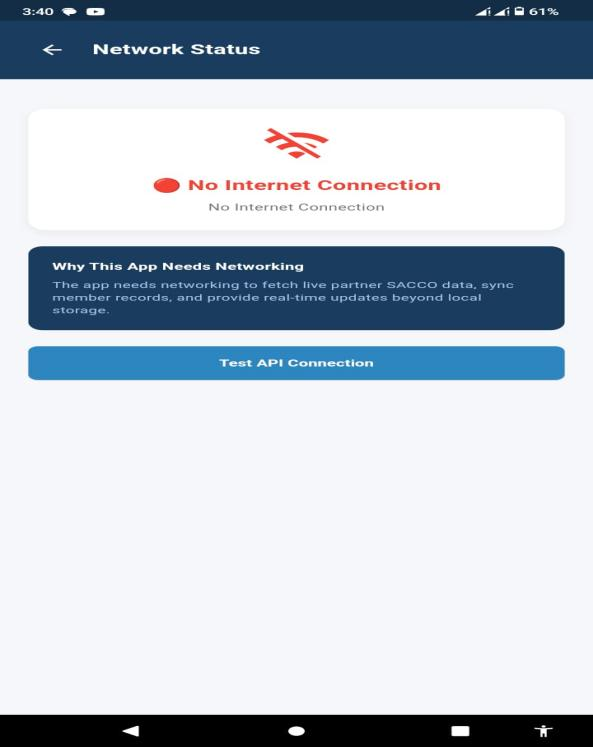 3:40 61%
Network Status
🔴 No Internet Connection
No Internet Connection
Why This App Needs Networking
The app needs networking to fetch live partner SACCO data, sync
member records, and provide real-time updates beyond local
storage.
Test API Connection